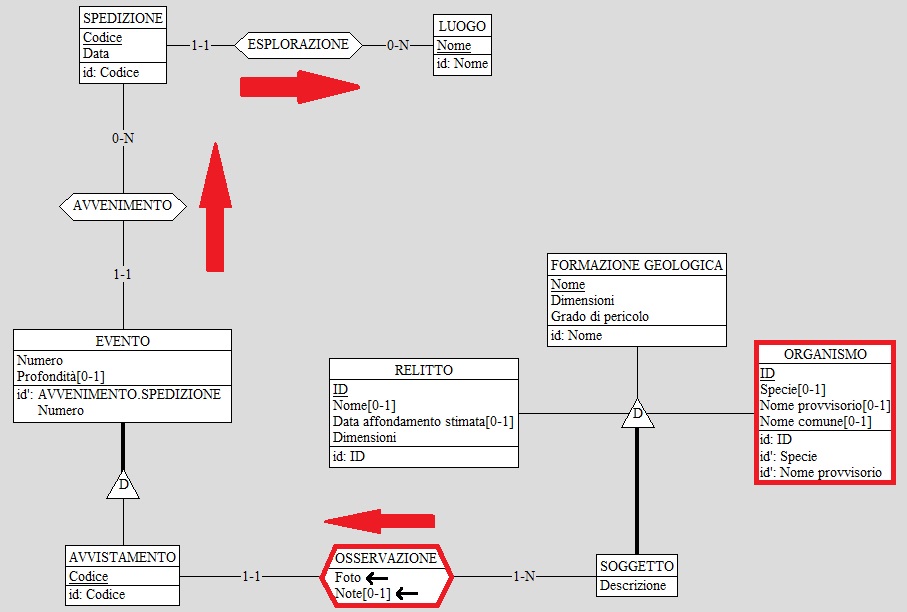 SPEDIZIONE
Codice
Data
id: Codice
1-1
ESPLORAZIONE
0-N
LUOGO
Nome
id: Nome
0-N
AVVENIMENTO
1-1
EVENTO
Numero
Profondità[0-1]
id': AVVENIMENTO.SPEDIZIONE
Numero
FORMAZIONE GEOLOGICA
Nome
Dimensioni
Grado di pericolo
id: Nome
RELITTO
ID
Nome[0-1]
Data affondamento stimata[0-1]
Dimensioni
id: ID
D
ORGANISMO
ID
Specie[0-1]
Nome provvisorio[0-1]
Nome comune[0-1]
id: ID
id': Specie
id': Nome provvisorio
D
AVVISTAMENTO
Codice
id: Codice
1-1
OSSERVAZIONE
Foto
Note[0-1]
1-N
SOGGETTO
Descrizione